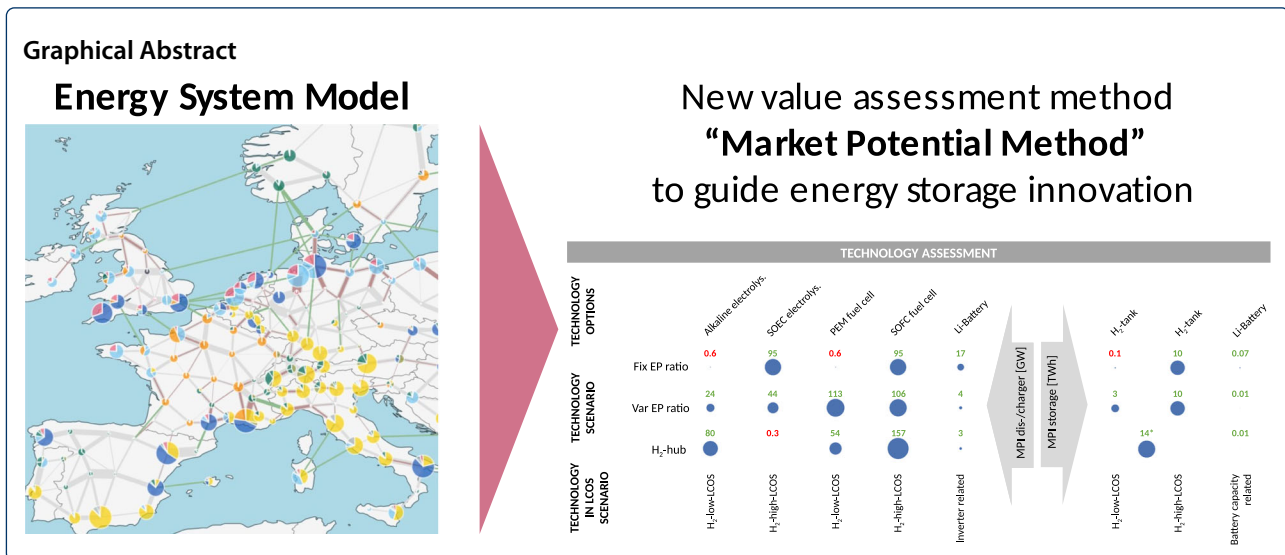 Graphical Abstract
Energy System Model
New value assessment method
“Market Potential Method”
to guide energy storage innovation
TECHNOLOGY ASSESSMENT
TECHNOLOGY
OPTIONS
Alkaline electrolys.
SOEC electrolys.
PEM fuel cell
SOFC fuel cell
Li-Battery
H2-tank
H2-tank
Li-Battery
TECHNOLOGY
SCENARIO
Fix EP ratio
0.6
95
0.6
95
17
0.1
10
0.07
Var EP ratio
24
44
113
106
4
3
10
0.01
H2-hub
80
0.3
54
157
3
14*
0.01
MPI dis-/charger [GW]
MPI storage [TWh]
TECHNOLOGY
IN LCOS
SCENARIO
H2-low-LCOS
H2-high-LCOS
H2-low-LCOS
H2-high-LCOS
Inverter related
H2-low-LCOS
H2-high-LCOS
Battery capacity
related